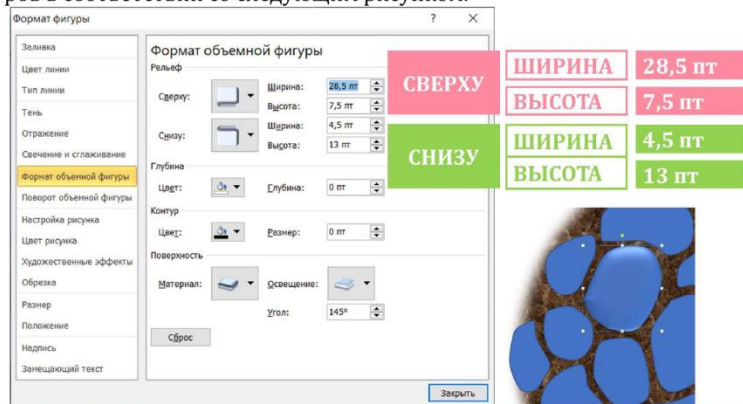 ров в соответствии со следующим рисунком.
Формат фигуры
?
Заливка
Цвет линии
Тип линии
Тень
Отражение
Свечение и сглаживание
Формат объемной фигуры
Поворот объемной фигуры
Настройка рисунка
Цвет рисунка
Художественные эффекты
Обрезка
Размер
Положение
Надпись
Замещающий текст
Формат объемной фигуры
Рельеф
Сверху:
Ширина: 28,5 пт
Высота: 7,5 пт
Снизу:
Ширина: 4,5 пт
Высота: 13 пт
Глубина
Цвет:
Глубина: 0 пт
Контур
Цвет:
Размер: 0 пт
Поверхность
Материал:
Освещение:
Угол: 145°
Сброс
Закрыть
СВЕРХУ
ШИРИНА 28,5 пт
ВЫСОТА 7,5 пт
СНИЗУ
ШИРИНА 4,5 пт
ВЫСОТА 13 пт